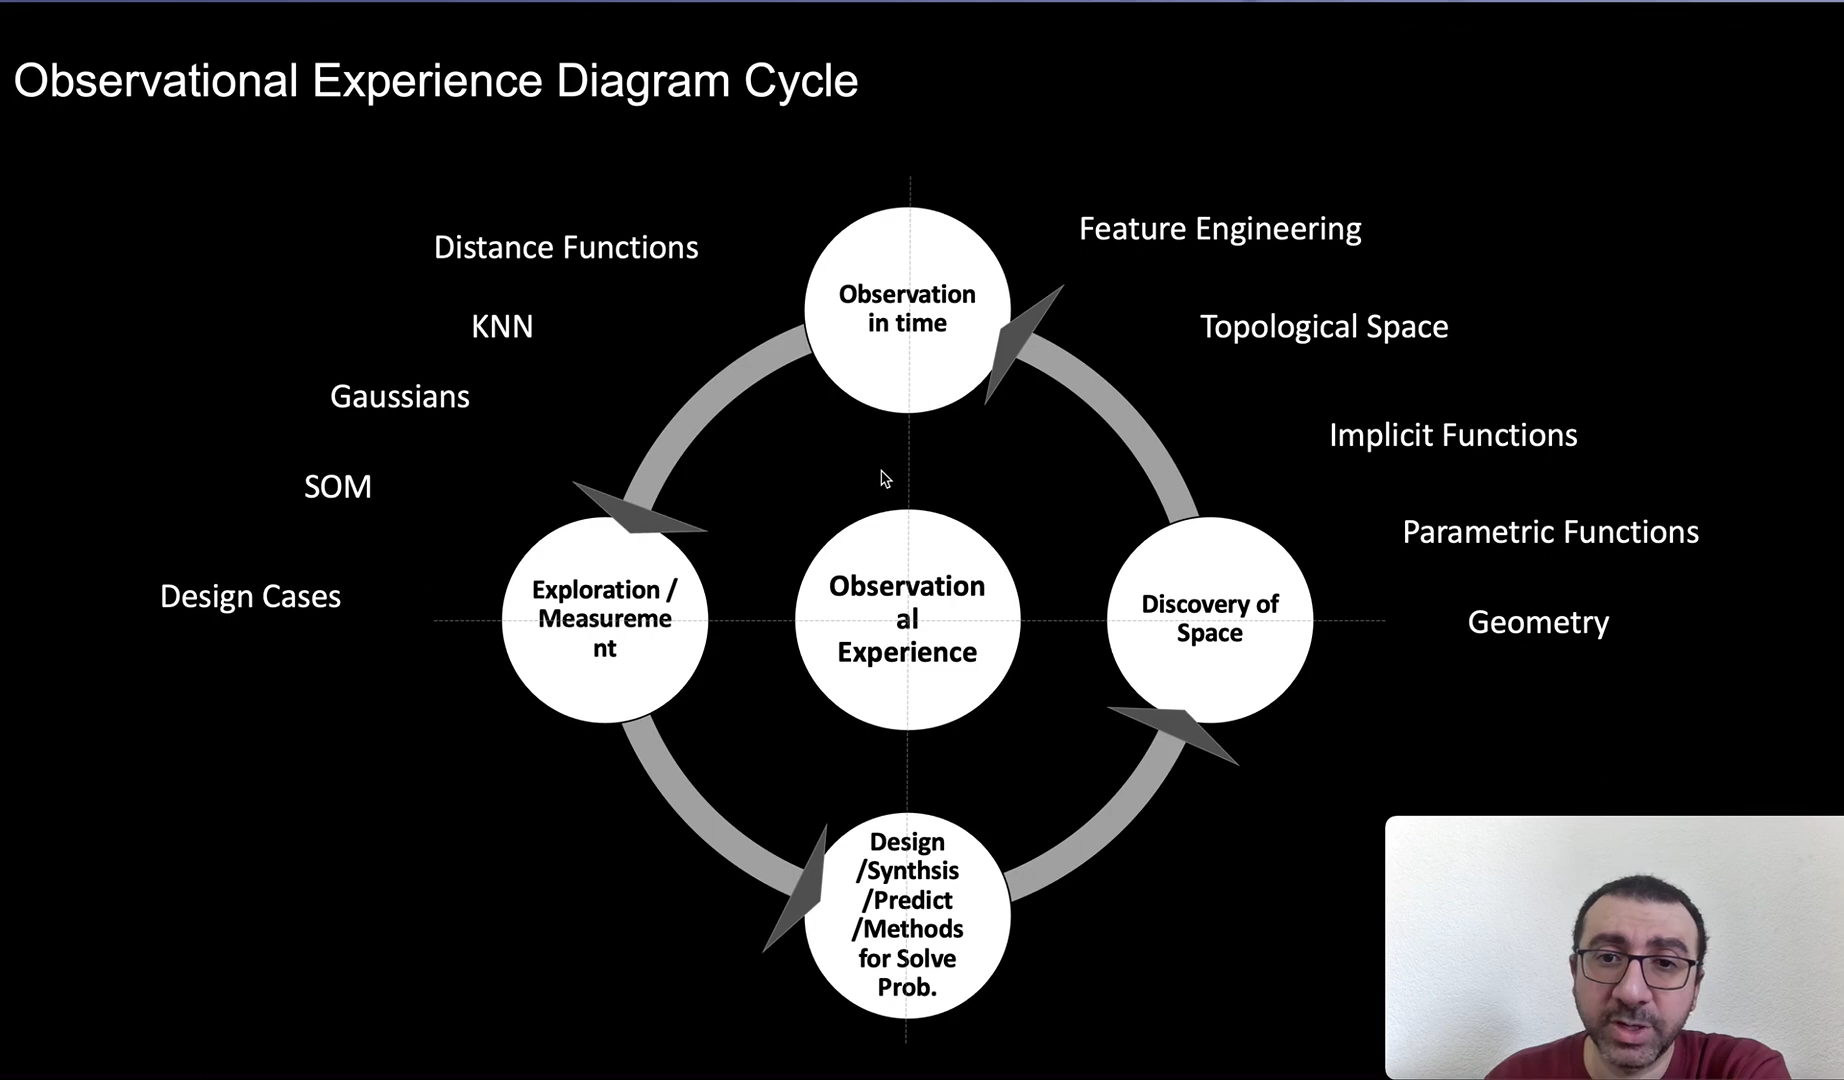 Observational Experience Diagram Cycle
Distance Functions
KNN
Gaussians
SOM
Design Cases
Observation
in time
Feature Engineering
Topological Space
Implicit Functions
Parametric Functions
Geometry
Exploration /
Measureme
nt
Observation
al
Experience
Discovery of
Space
Design
/Synthsis
/Predict
/Methods
for Solve
Prob.